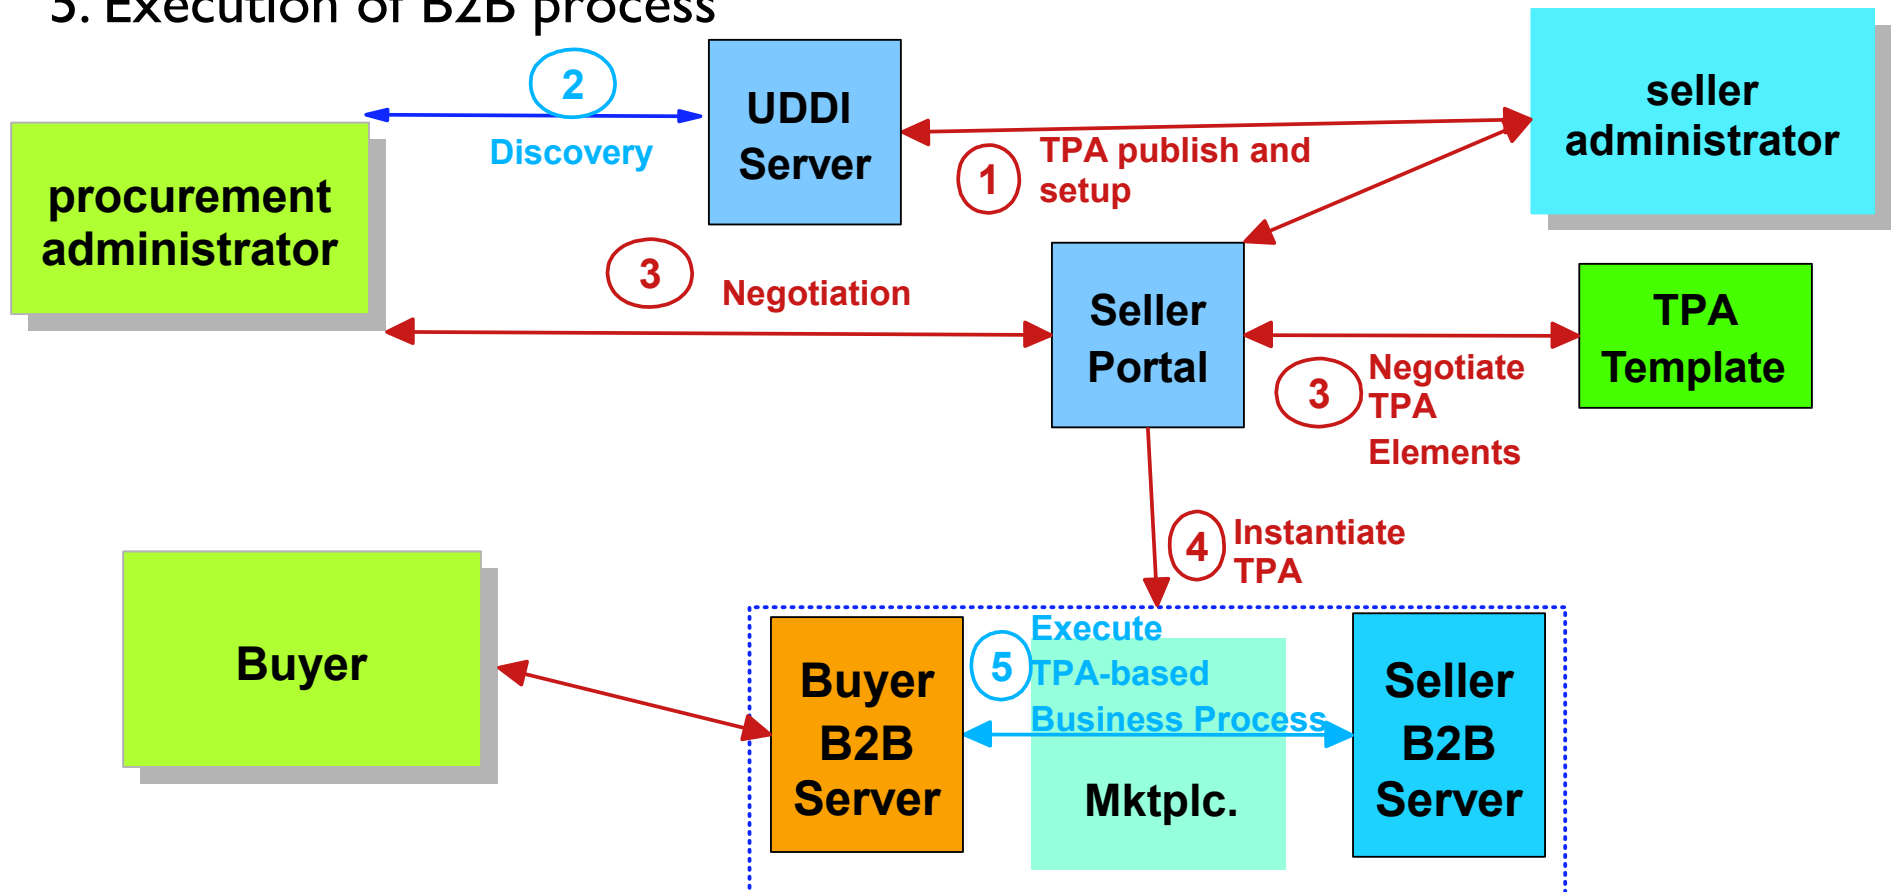 5. Execution of B2B process
2
Discovery
UDDI
Server
seller
administrator
1
TPA publish and
setup
procurement
administrator
3
Negotiation
Seller
Portal
TPA
Template
3
Negotiate
TPA
Elements
4
Instantiate
TPA
Buyer
Buyer
B2B
Server
5
Execute
TPA-based
Business Process
Mktplc.
Seller
B2B
Server